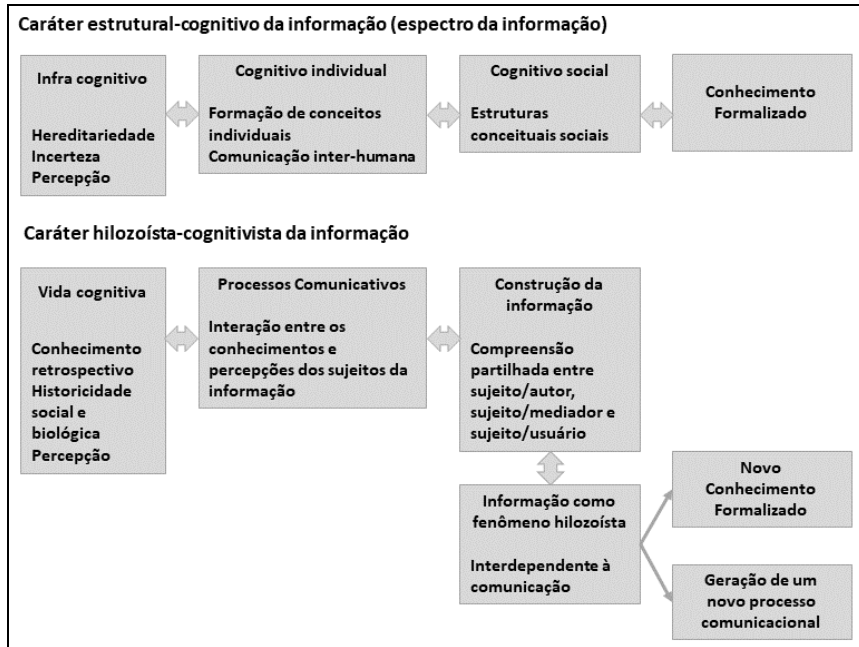 Caráter estrutural-cognitivo da informação (espectro da informação)
Infra cognitivo
Hereditariedade
Incerteza
Percepção
Cognitivo individual
Formação de conceitos
individuais
Comunicação inter-humana
Cognitivo social
Estruturas
conceituais sociais
Conhecimento
Formalizado
Caráter hilozoísta-cognitivista da informação
Vida cognitiva
Conhecimento
retrospectivo
Historicidade
social e
biológica
Percepção
Processos Comunicativos
Interação entre os
conhecimentos e
percepções dos sujeitos da
informação
Construção da
informação
Compreensão
partilhada entre
sujeito/autor,
sujeito/mediador e
sujeito/usuário
Informação como
fenômeno hilozoísta
Interdependente à
comunicação
Novo
Conhecimento
Formalizado
Geração de um
novo processo
comunicacional